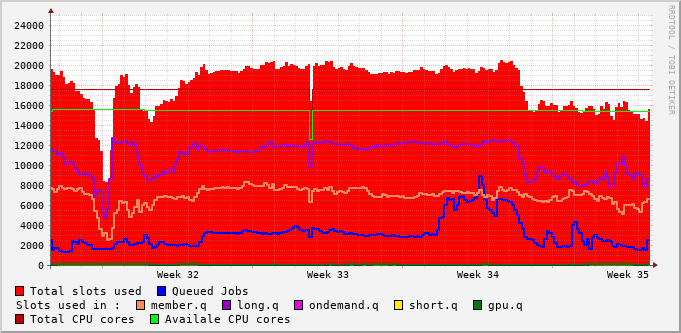 24000
22000
20000
18000
16000
14000
12000
10000
8000
6000
4000
2000
0
Week 32 Week 33 Week 34 Week 35
Total slots used Queued Jobs
Slots used in : member.q long.q ondemand.q short.q gpu.q
Total CPU cores Availale CPU cores
RRDTOOL / TOBI OETIKER